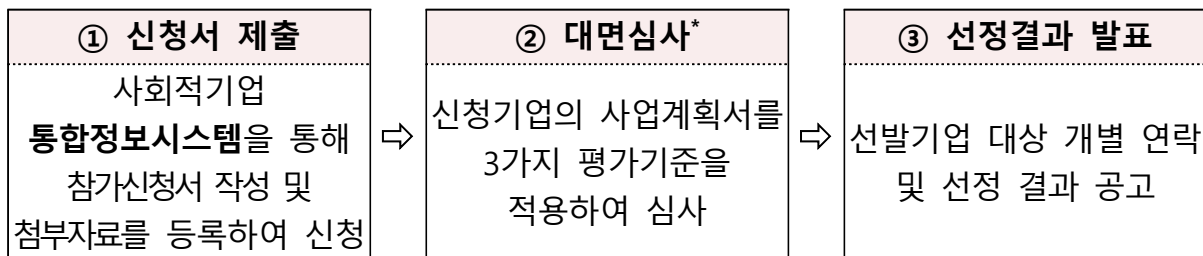 ① 신청서 제출
사회적기업
통합정보시스템을 통해
참가신청서 작성 및
첨부자료를 등록하여 신청
⇨
② 대면심사*
신청기업의 사업계획서를
3가지 평가기준을
적용하여 심사
⇨
③ 선정결과 발표
선발기업 대상 개별 연락
및 선정 결과 공고